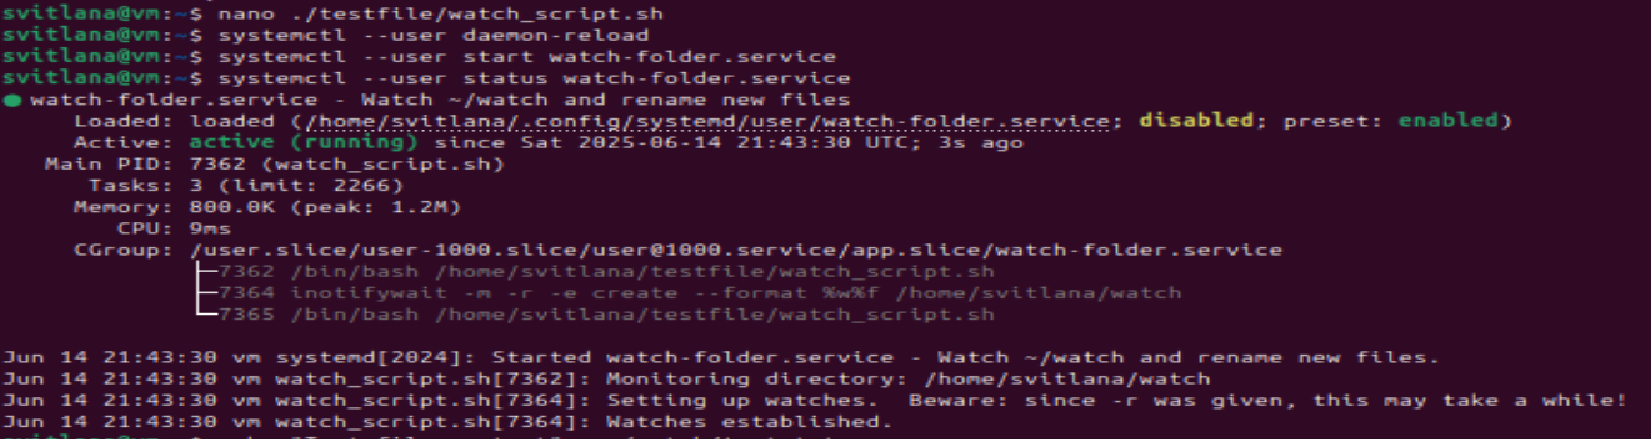 svitlana@vm:~$ nano ./testfile/watch_script.sh
svitlana@vm:~$ systemctl --user daemon-reload
svitlana@vm:~$ systemctl --user start watch-folder.service
svitlana@vm:~$ systemctl --user status watch-folder.service
● watch-folder.service - Watch ~/watch and rename new files
Loaded: loaded (/home/svitlana/.config/systemd/user/watch-folder.service; disabled; preset: enabled)
Active: active (running) since Sat 2025-06-14 21:43:30 UTC; 3s ago
Main PID: 7362 (watch_script.sh)
Tasks: 3 (limit: 2266)
Memory: 800.0K (peak: 1.2M)
CPU: 9ms
CGroup: /user.slice/user-1000.slice/user@1000.service/app.slice/watch-folder.service
├─7362 /bin/bash /home/svitlana/testfile/watch_script.sh
├─7364 inotifywait -m -r -e create --format %w%f /home/svitlana/watch
└─7365 /bin/bash /home/svitlana/testfile/watch_script.sh
Jun 14 21:43:30 vm systemd[2024]: Started watch-folder.service - Watch ~/watch and rename new files.
Jun 14 21:43:30 vm watch_script.sh[7362]: Monitoring directory: /home/svitlana/watch
Jun 14 21:43:30 vm watch_script.sh[7364]: Setting up watches.  Beware: since -r was given, this may take a while!
Jun 14 21:43:30 vm watch_script.sh[7364]: Watches established.